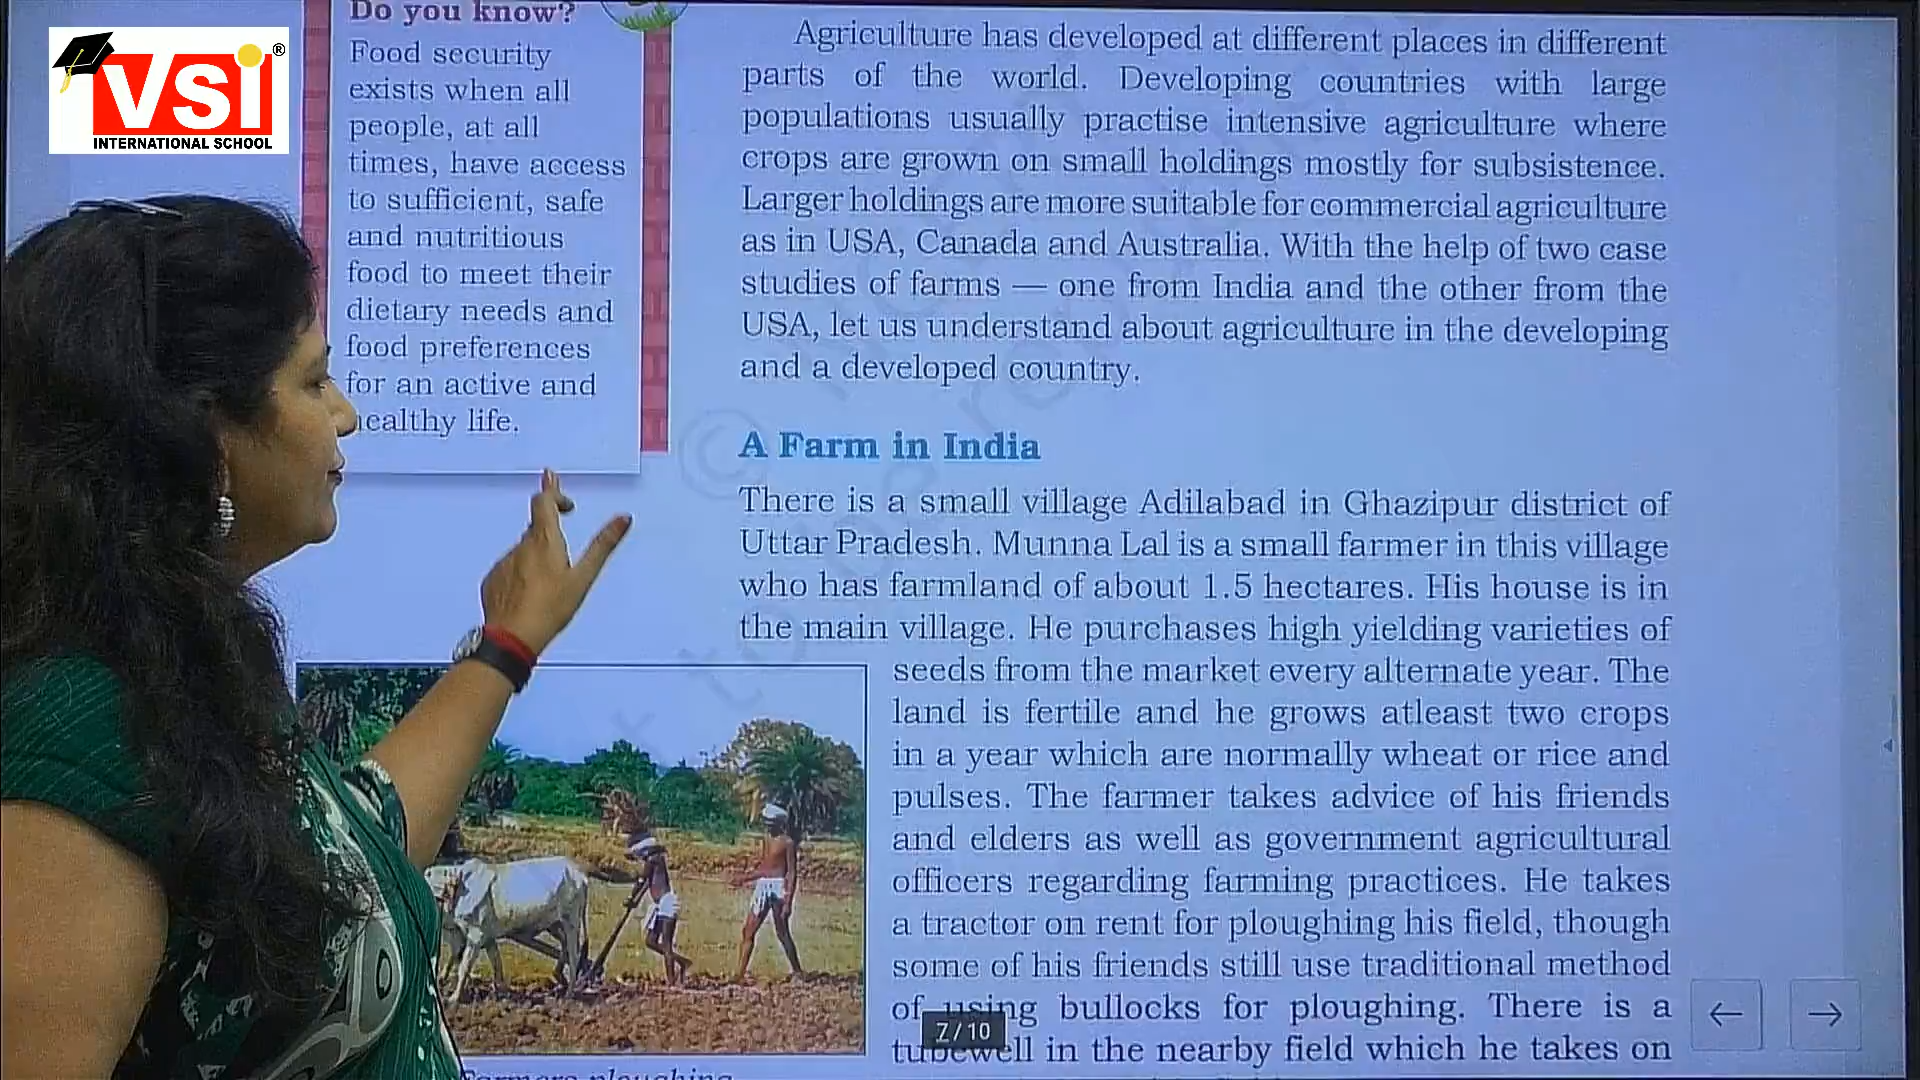 VSI®
INTERNATIONAL SCHOOL
Do you know?
Food security
exists when all
people, at all
times, have access
to sufficient, safe
and nutritious
food to meet their
dietary needs and
food preferences
for an active and
healthy life.
Agriculture has developed at different places in different
parts of the world. Developing countries with large
populations usually practise intensive agriculture where
crops are grown on small holdings mostly for subsistence.
Larger holdings are more suitable for commercial agriculture
as in USA, Canada and Australia. With the help of two case
studies of farms — one from India and the other from the
USA, let us understand about agriculture in the developing
and a developed country.
A Farm in India
There is a small village Adilabad in Ghazipur district of
Uttar Pradesh. Munna Lal is a small farmer in this village
who has farmland of about 1.5 hectares. His house is in
the main village. He purchases high yielding varieties of
seeds from the market every alternate year. The
land is fertile and he grows atleast two crops
in a year which are normally wheat or rice and
pulses. The farmer takes advice of his friends
and elders as well as government agricultural
officers regarding farming practices. He takes
a tractor on rent for ploughing his field, though
some of his friends still use traditional method
of using bullocks for ploughing. There is a
tubewell in the nearby field which he takes on
Farmers ploughing
7/10